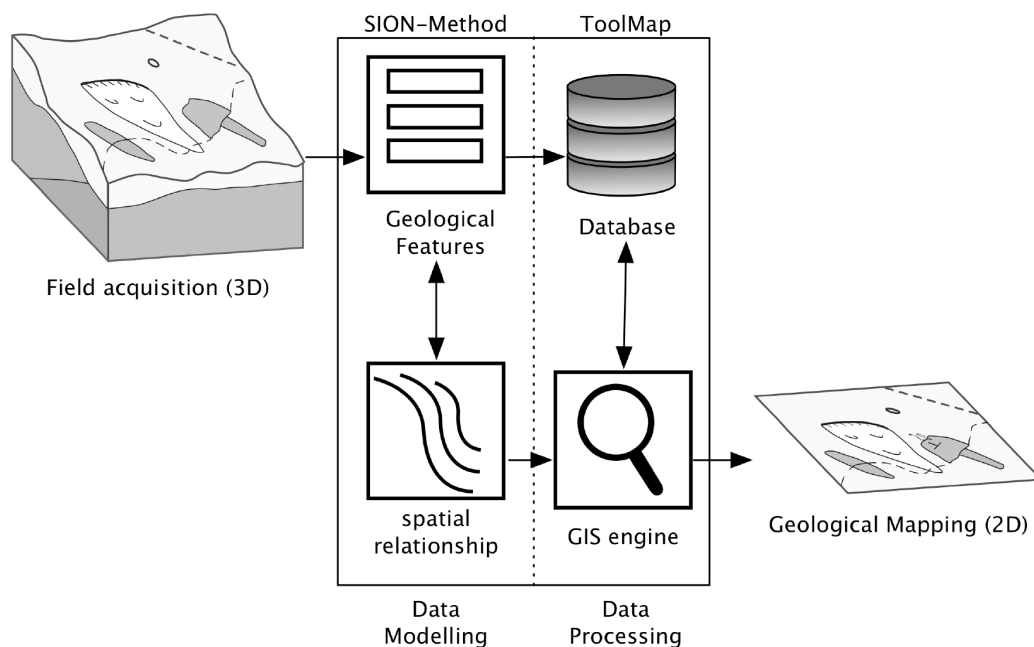 SION-Method
ToolMap
Geological
Features
Database
Field acquisition (3D)
spatial
relationship
GIS engine
Geological Mapping (2D)
Data
Modelling
Data
Processing